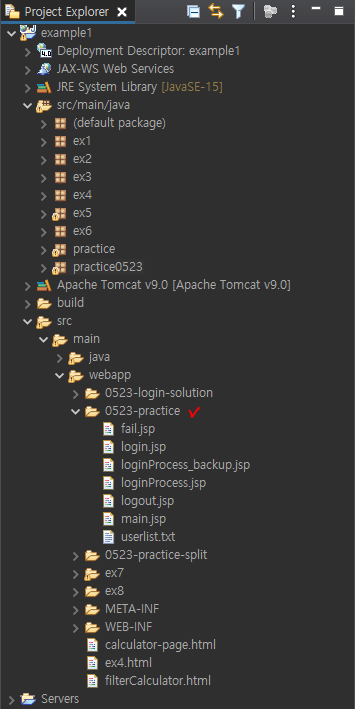 Project Explorer
example1
Deployment Descriptor: example1
JAX-WS Web Services
JRE System Library [JavaSE-15]
src/main/java
(default package)
ex1
ex2
ex3
ex4
ex5
ex6
practice
practice0523
Apache Tomcat v9.0 [Apache Tomcat v9.0]
build
src
main
java
webapp
0523-login-solution
0523-practice
fail.jsp
login.jsp
loginProcess_backup.jsp
loginProcess.jsp
logout.jsp
main.jsp
userlist.txt
0523-practice-split
ex7
ex8
META-INF
WEB-INF
calculator-page.html
ex4.html
filterCalculator.html
Servers